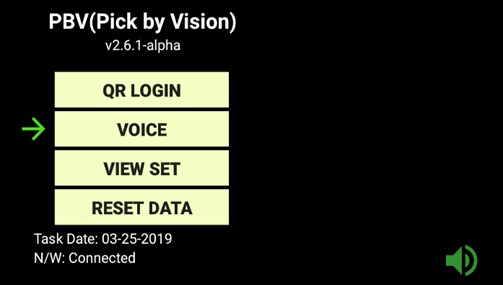 PBV(Pick by Vision)
v2.6.1-alpha
QR LOGIN
VOICE
VIEW SET
RESET DATA
Task Date: 03-25-2019
N/W: Connected